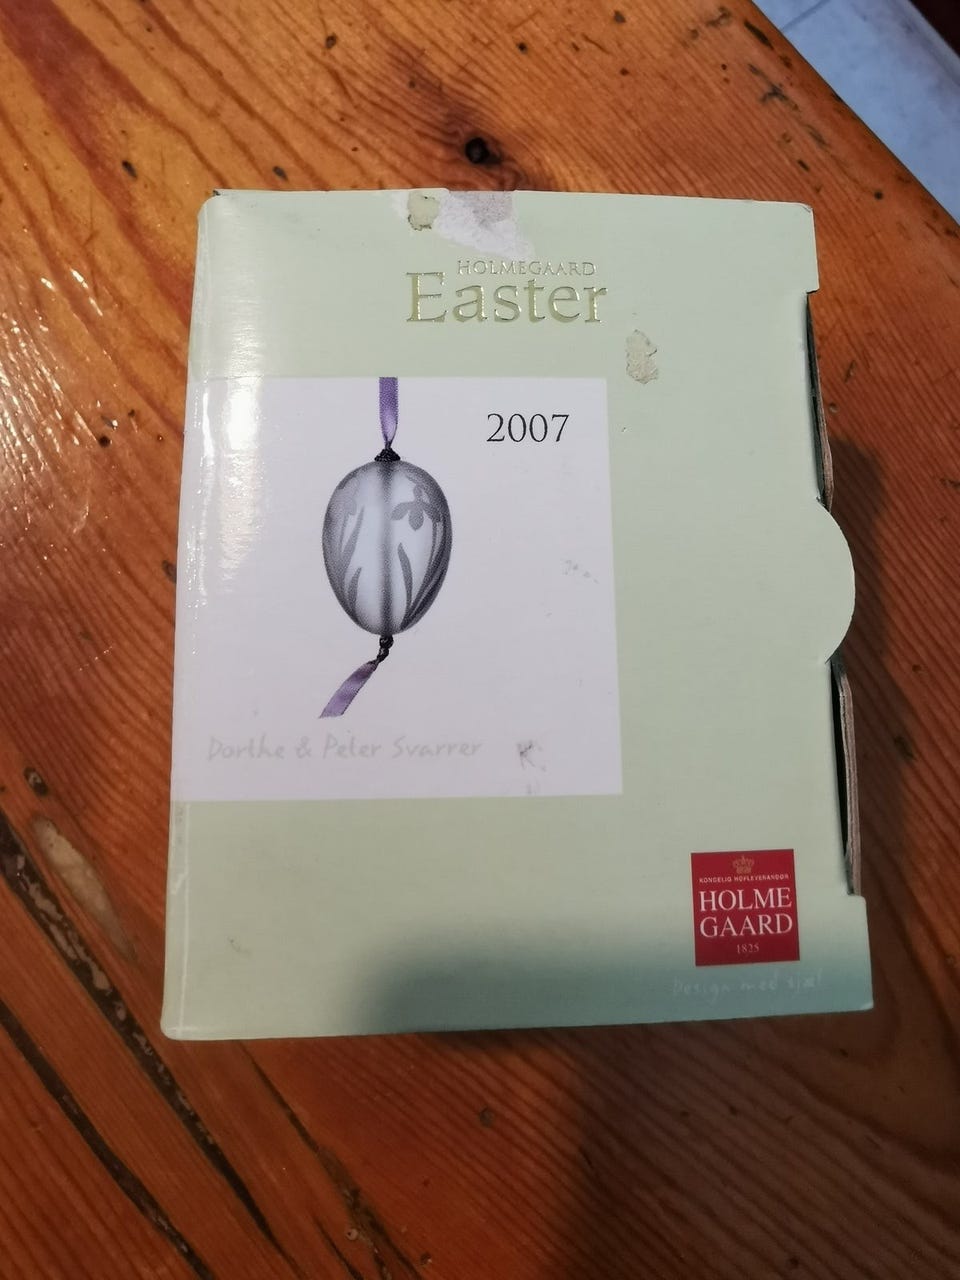 HOLMEGAARD
Easter
2007
Dorthe & Peter Svarrer
KONGELIG HOFLEVERANDØR
HOLME
GAARD
1825
Design med sjæl